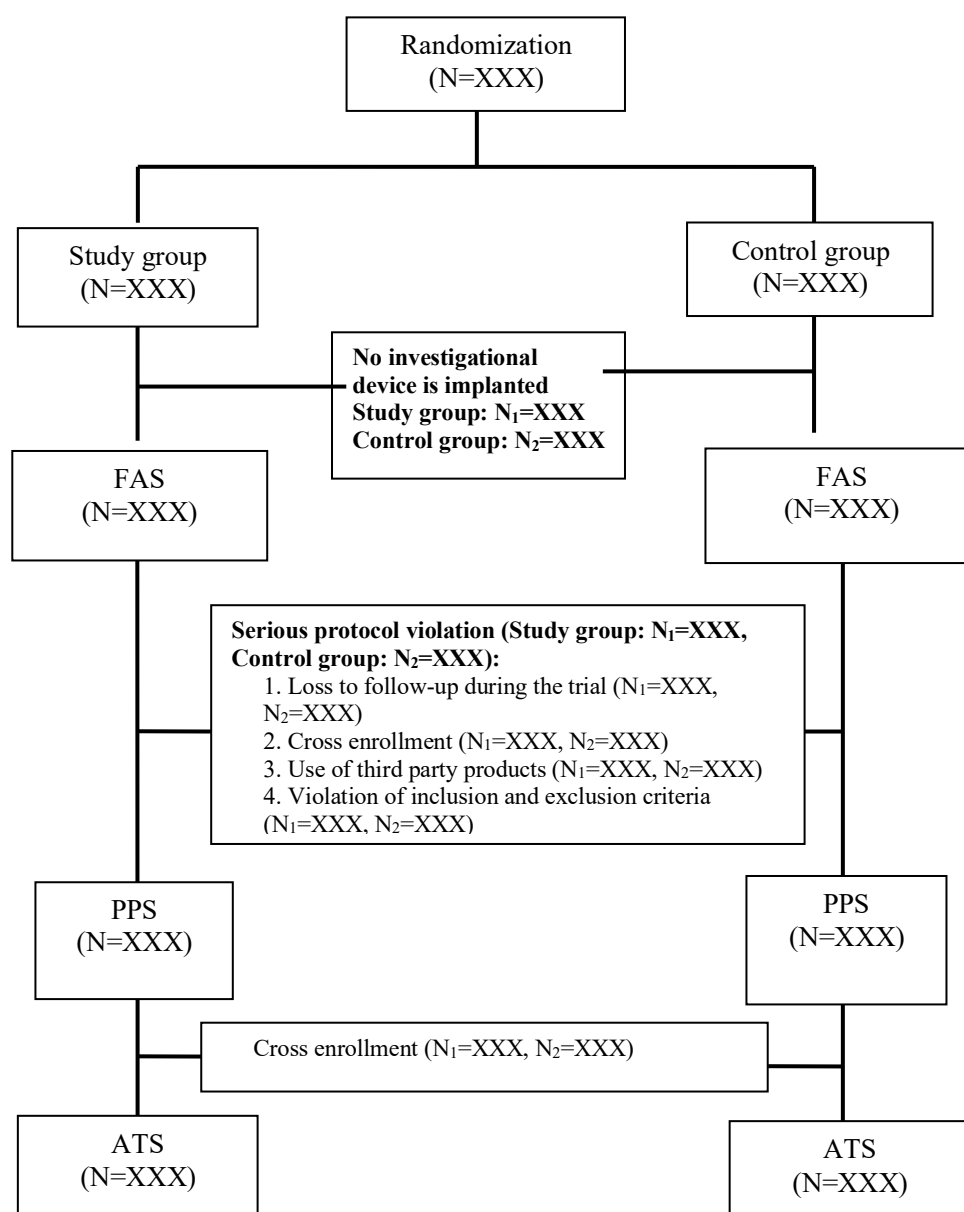 Randomization
(N=XXX)
Study group
(N=XXX)
Control group
(N=XXX)
No investigational
device is implanted
Study group: N₁=XXX
Control group: N₂=XXX
FAS
(N=XXX)
FAS
(N=XXX)
Serious protocol violation (Study group: N₁=XXX,
Control group: N₂=XXX):
1. Loss to follow-up during the trial (N₁=XXX,
N₂=XXX)
2. Cross enrollment (N₁=XXX, N₂=XXX)
3. Use of third party products (N₁=XXX, N₂=XXX)
4. Violation of inclusion and exclusion criteria
(N₁=XXX, N₂=XXX)
PPS
(N=XXX)
PPS
(N=XXX)
Cross enrollment (N₁=XXX, N₂=XXX)
ATS
(N=XXX)
ATS
(N=XXX)